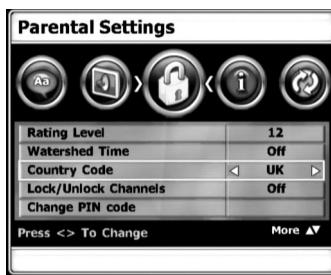 Parental Settings
Aa
Rating Level 12
Watershed Time Off
Country Code UK
Lock/Unlock Channels Off
Change PIN code
Press <> To Change More ▲▼